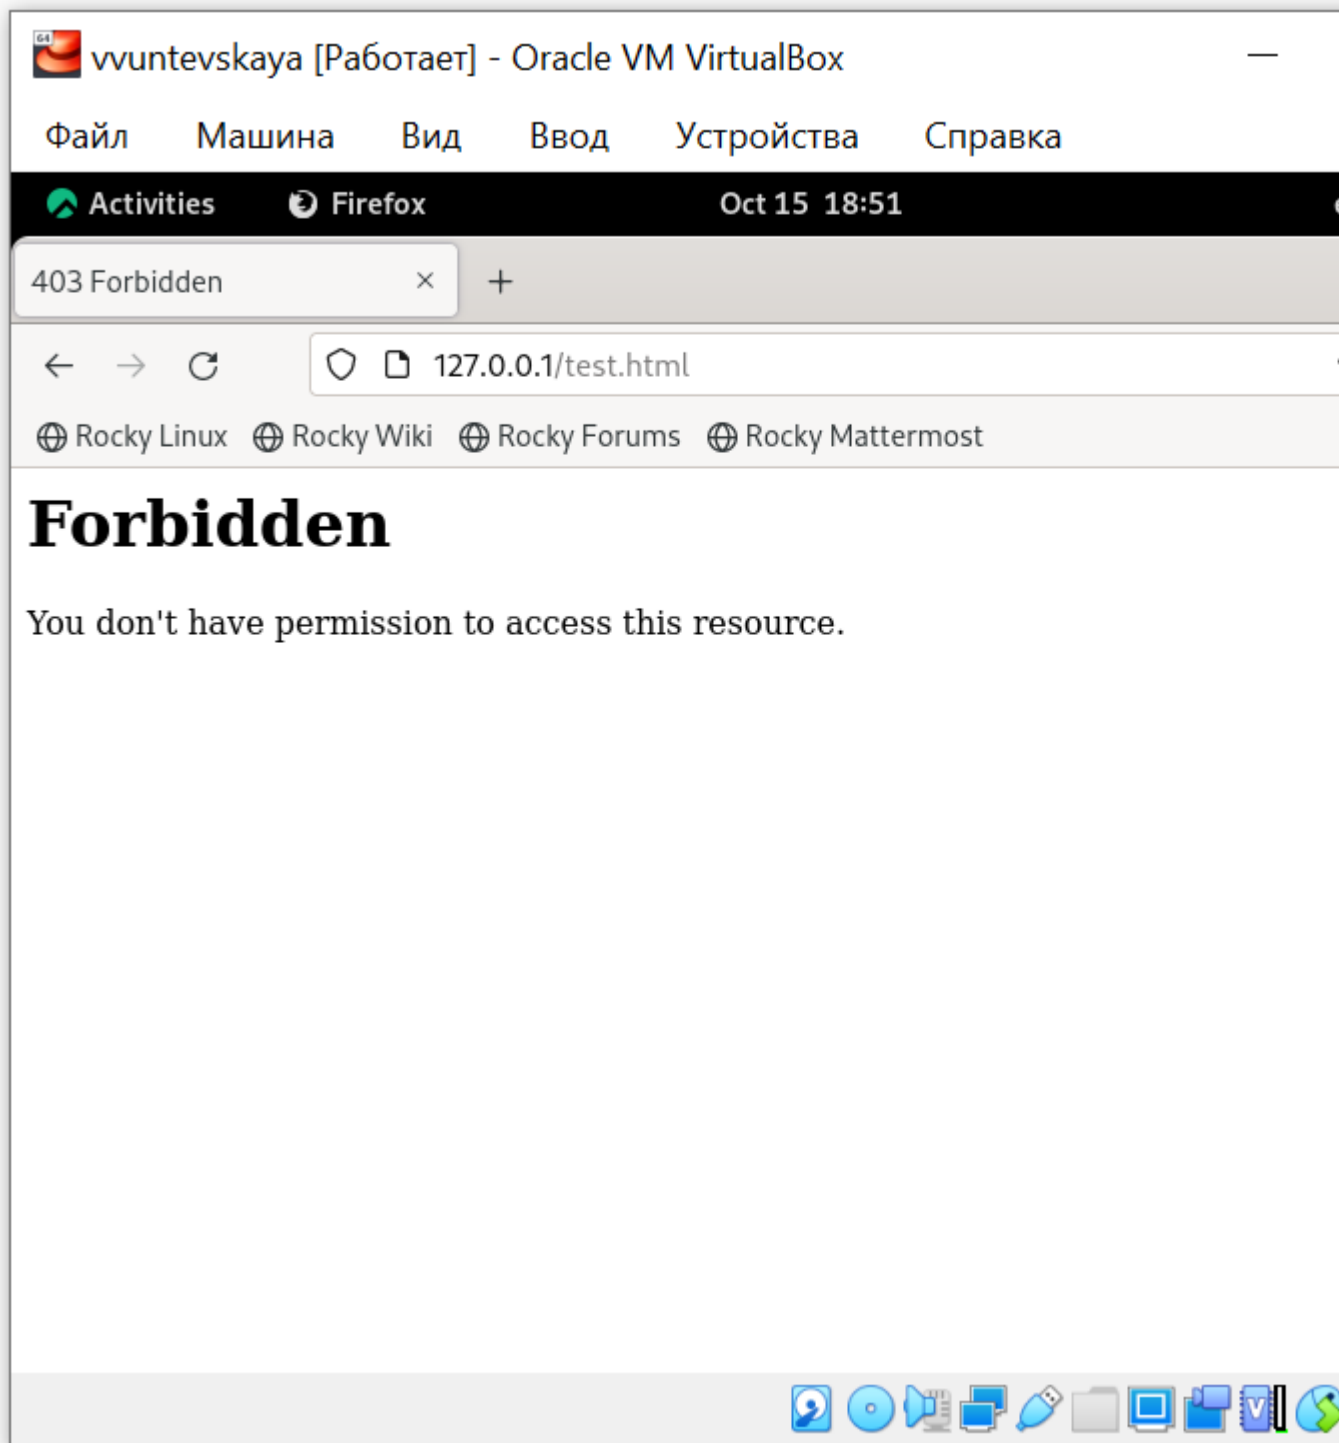 vvuntevskaya [Работает] - Oracle VM VirtualBox
Файл Машина Вид Ввод Устройства Справка
Activities Firefox Oct 15 18:51
403 Forbidden
127.0.0.1/test.html
Rocky Linux Rocky Wiki Rocky Forums Rocky Mattermost
Forbidden
You don't have permission to access this resource.